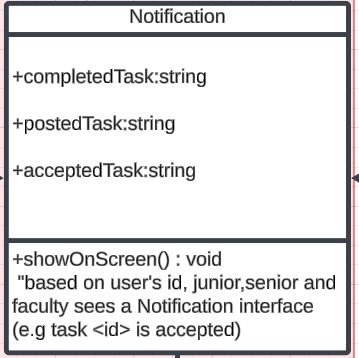 Notification
+completedTask:string
+postedTask:string
+acceptedTask:string
+showOnScreen() : void
"based on user's id, junior,senior and
faculty sees a Notification interface
(e.g task <id> is accepted)